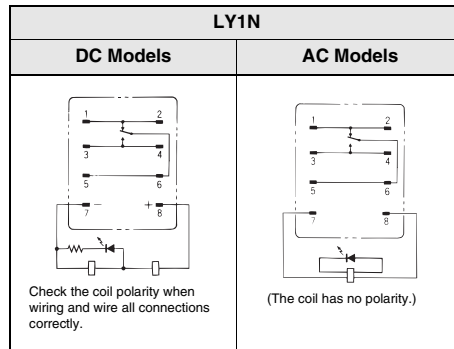 LY1N
DC Models
AC Models
1 2
3 4
5 6
7 − + 8
Check the coil polarity when
wiring and wire all connections
correctly.
1 2
3 4
5 6
7 8
(The coil has no polarity.)